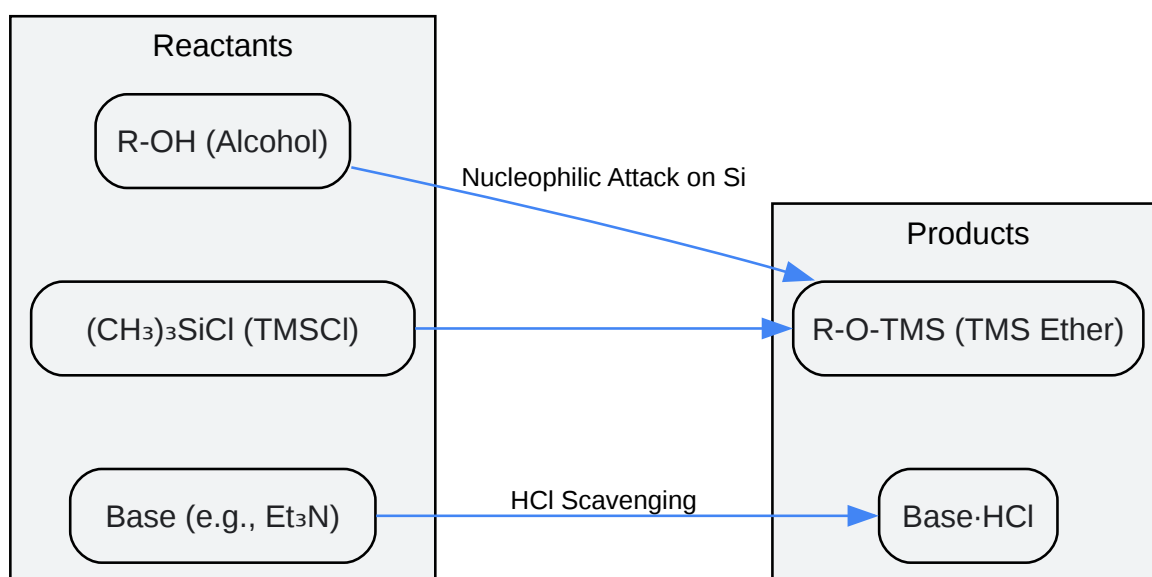 Reactants
R-OH (Alcohol)
Nucleophilic Attack on Si
Products
(CH₃)₃SiCl (TMSCl)
R-O-TMS (TMS Ether)
HCl Scavenging
Base (e.g., Et₃N)
Base·HCl